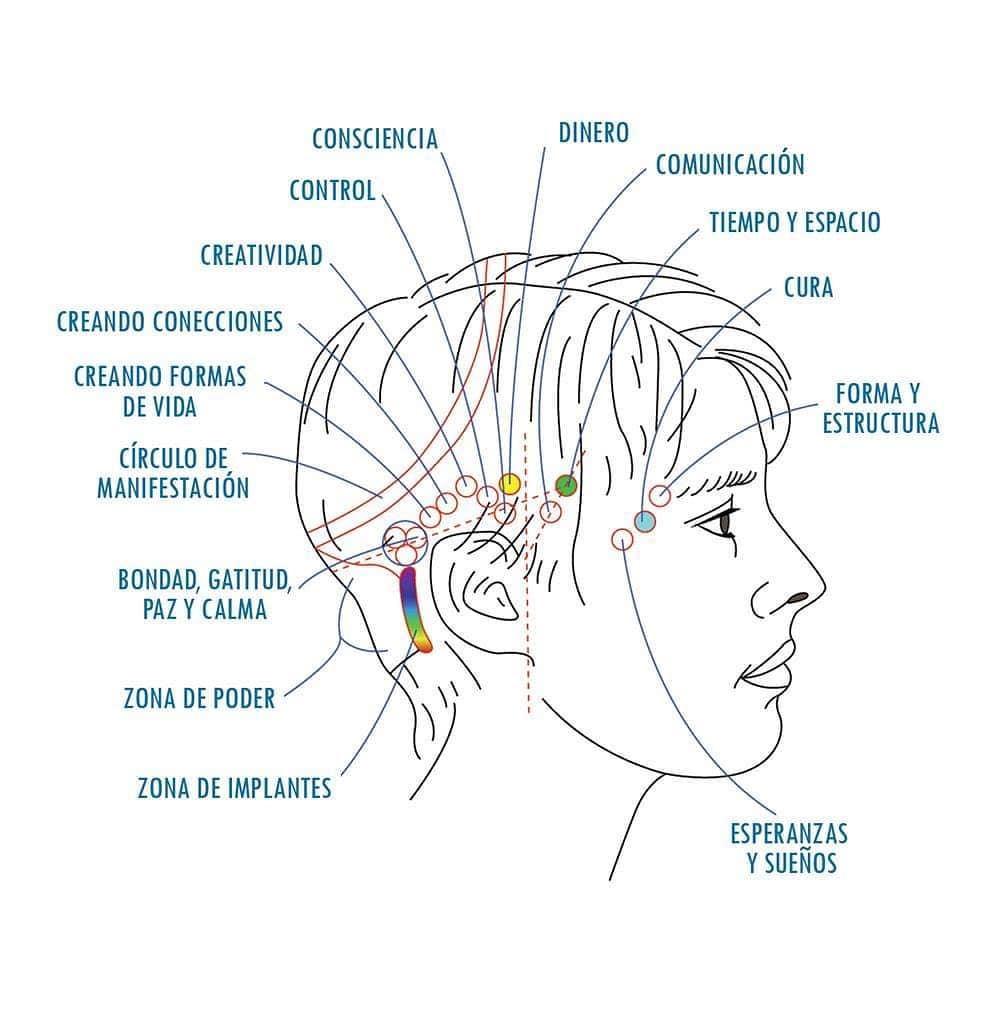 CONSCIENCIA
DINERO
CONTROL
COMUNICACIÓN
TIEMPO Y ESPACIO
CREATIVIDAD
CURA
CREANDO CONECCIONES
CREANDO FORMAS
DE VIDA
FORMA Y
ESTRUCTURA
CÍRCULO DE
MANIFESTACIÓN
BONDAD, GATITUD,
PAZ Y CALMA
ZONA DE PODER
ZONA DE IMPLANTES
ESPERANZAS
Y SUEÑOS